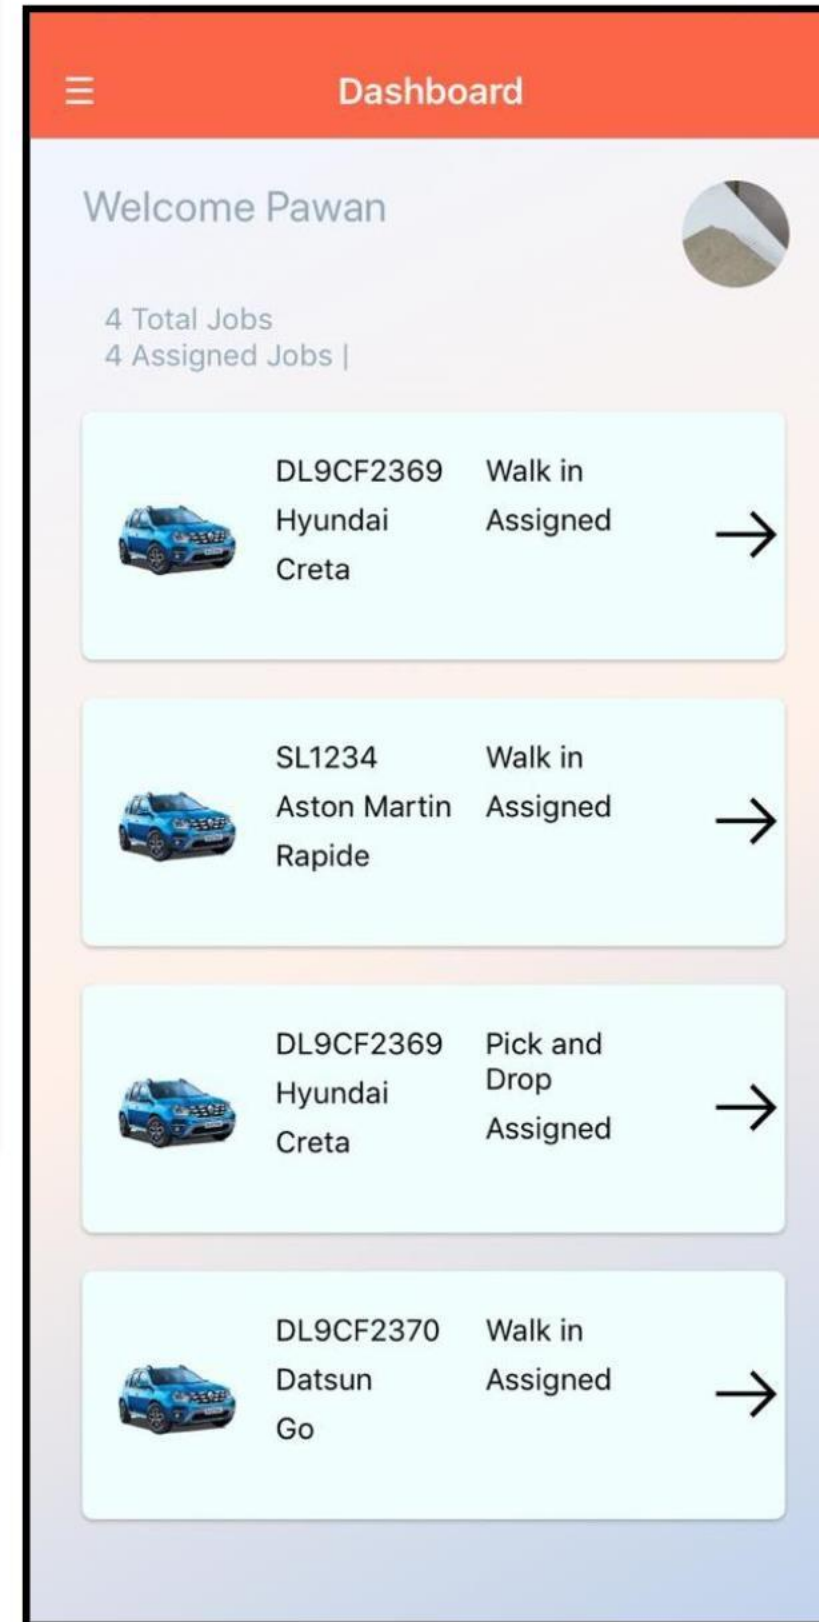 Dashboard
Welcome Pawan
4 Total Jobs
4 Assigned Jobs |
DL9CF2369
Hyundai
Creta
Walk in
Assigned
SL1234
Aston Martin
Rapide
Walk in
Assigned
DL9CF2369
Hyundai
Creta
Pick and
Drop
Assigned
DL9CF2370
Datsun
Go
Walk in
Assigned